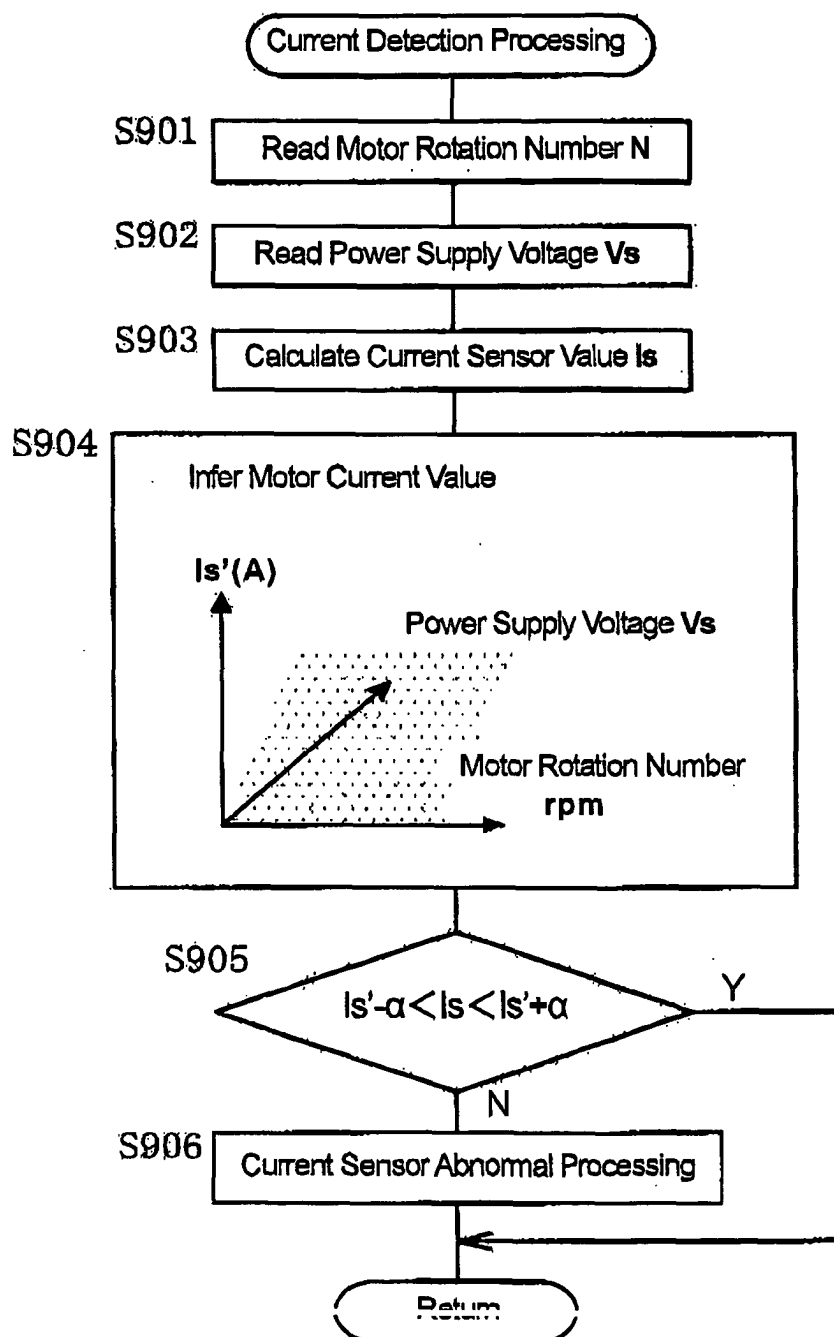 Current Detection Processing
S901
Read Motor Rotation Number N
S902
Read Power Supply Voltage Vs
S903
Calculate Current Sensor Value Is
S904
Infer Motor Current Value
Is'(A)
Power Supply Voltage Vs
Motor Rotation Number
rpm
S905
Is'-α<Is<Is'+α
Y
N
S906
Current Sensor Abnormal Processing
Return